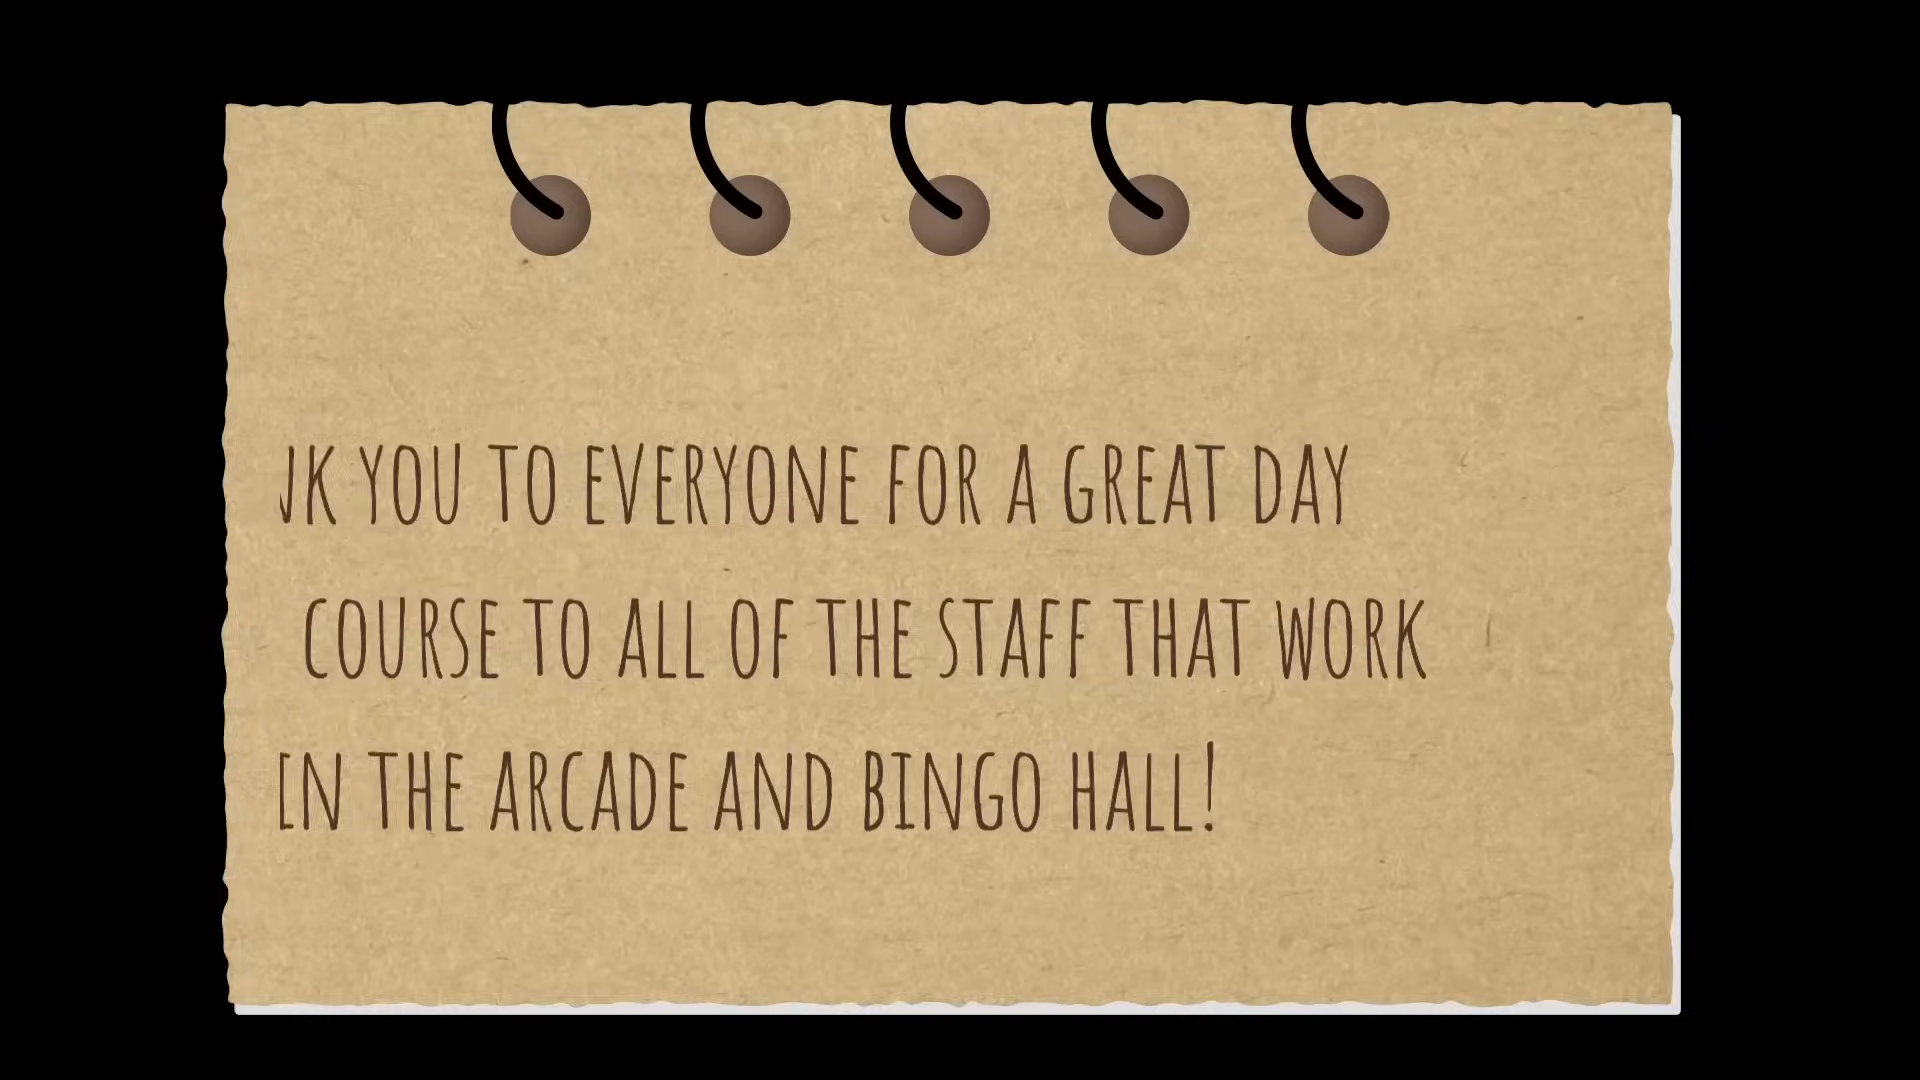 K YOU TO EVERYONE FOR A GREAT DAY
COURSE TO ALL OF THE STAFF THAT WORK
IN THE ARCADE AND BINGO HALL!